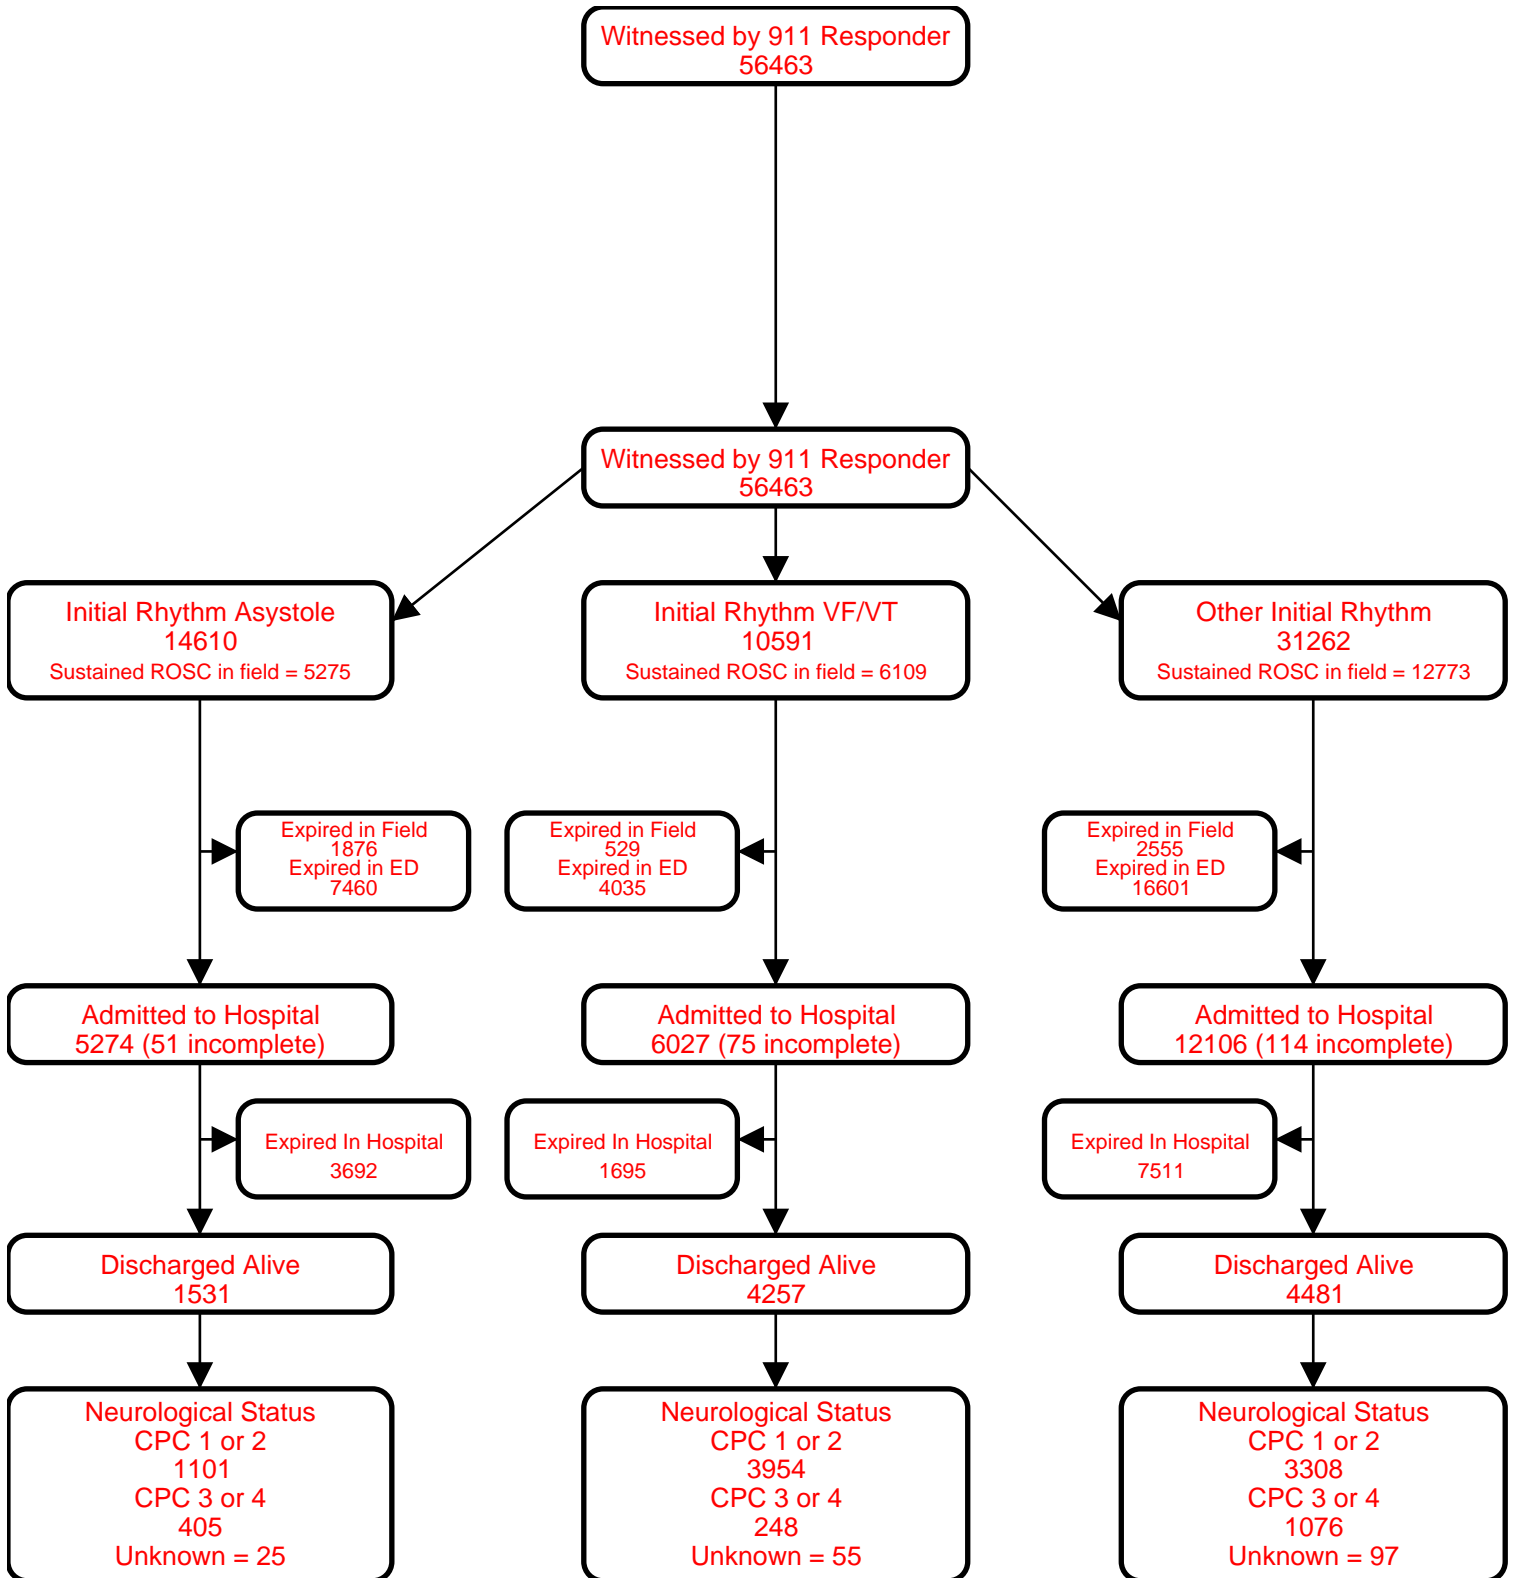 Witnessed by 911 Responder
56463
Witnessed by 911 Responder
56463
Initial Rhythm Asystole
14610
Sustained ROSC in field = 5275
Initial Rhythm VF/VT
10591
Sustained ROSC in field = 6109
Other Initial Rhythm
31262
Sustained ROSC in field = 12773
Expired in Field
1876
Expired in ED
7460
Expired in Field
529
Expired in ED
4035
Expired in Field
2555
Expired in ED
16601
Admitted to Hospital
5274 (51 incomplete)
Admitted to Hospital
6027 (75 incomplete)
Admitted to Hospital
12106 (114 incomplete)
Expired In Hospital
3692
Expired In Hospital
1695
Expired In Hospital
7511
Discharged Alive
1531
Discharged Alive
4257
Discharged Alive
4481
Neurological Status
CPC 1 or 2
1101
CPC 3 or 4
405
Unknown = 25
Neurological Status
CPC 1 or 2
3954
CPC 3 or 4
248
Unknown = 55
Neurological Status
CPC 1 or 2
3308
CPC 3 or 4
1076
Unknown = 97